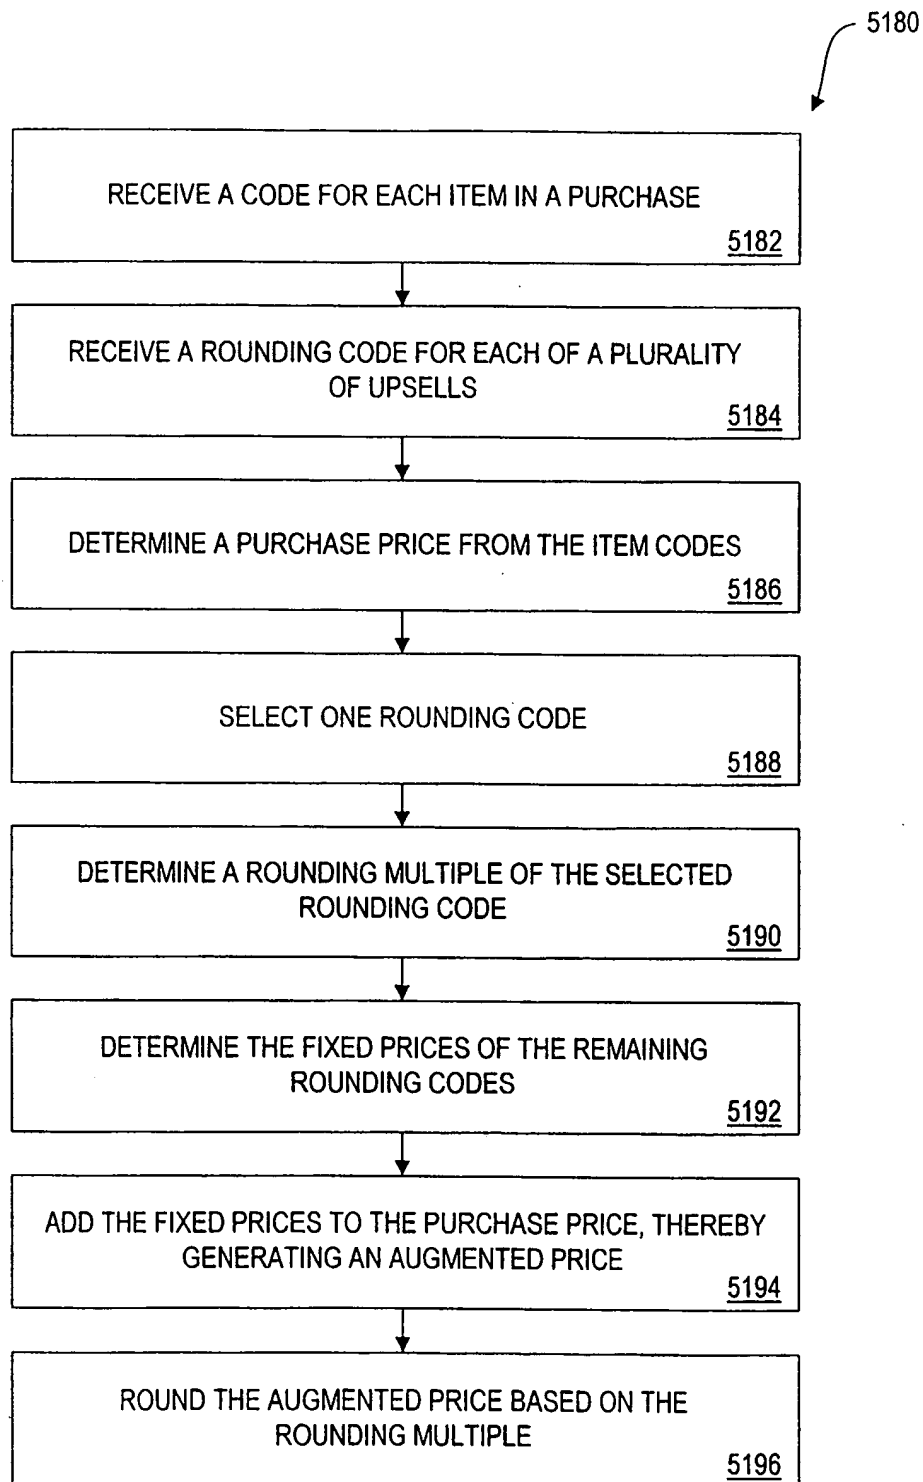 5180
RECEIVE A CODE FOR EACH ITEM IN A PURCHASE
5182
RECEIVE A ROUNDING CODE FOR EACH OF A PLURALITY
OF UPSELLS
5184
DETERMINE A PURCHASE PRICE FROM THE ITEM CODES
5186
SELECT ONE ROUNDING CODE
5188
DETERMINE A ROUNDING MULTIPLE OF THE SELECTED
ROUNDING CODE
5190
DETERMINE THE FIXED PRICES OF THE REMAINING
ROUNDING CODES
5192
ADD THE FIXED PRICES TO THE PURCHASE PRICE, THEREBY
GENERATING AN AUGMENTED PRICE
5194
ROUND THE AUGMENTED PRICE BASED ON THE
ROUNDING MULTIPLE
5196